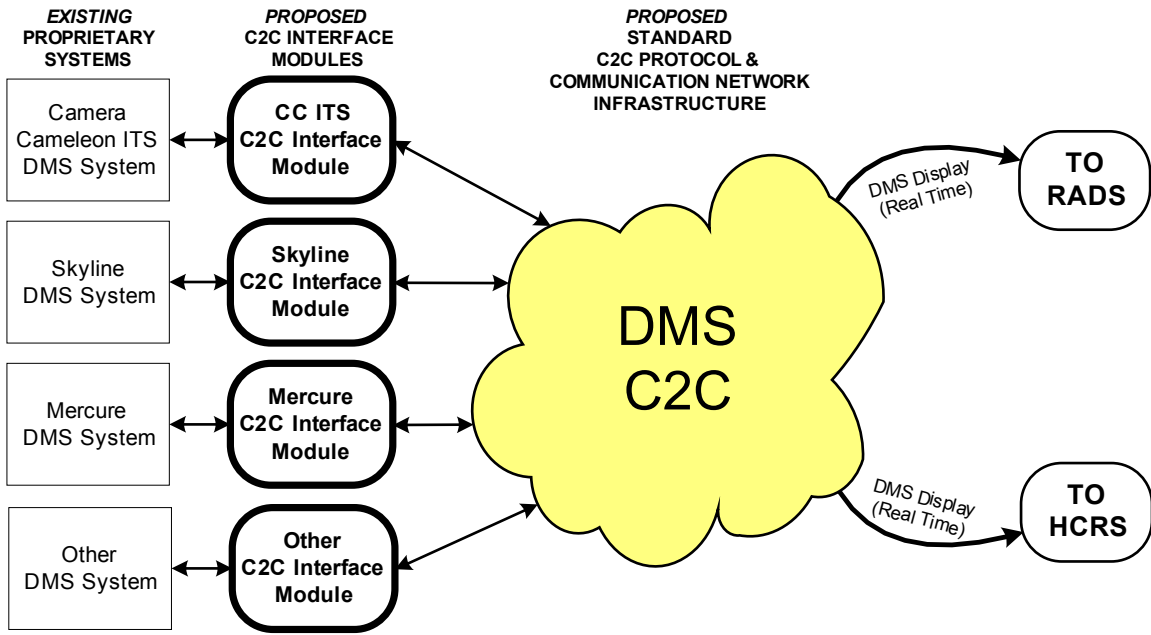 EXISTING
PROPRIETARY
SYSTEMS
PROPOSED
C2C INTERFACE
MODULES
PROPOSED
STANDARD
C2C PROTOCOL &
COMMUNICATION NETWORK
INFRASTRUCTURE
Camera
Cameleon ITS
DMS System
CC ITS
C2C Interface
Module
Skyline
DMS System
Skyline
C2C Interface
Module
Mercure
DMS System
Mercure
C2C Interface
Module
Other
DMS System
Other
C2C Interface
Module
DMS
C2C
DMS Display
(Real Time)
TO
RADS
DMS Display
(Real Time)
TO
HCRS